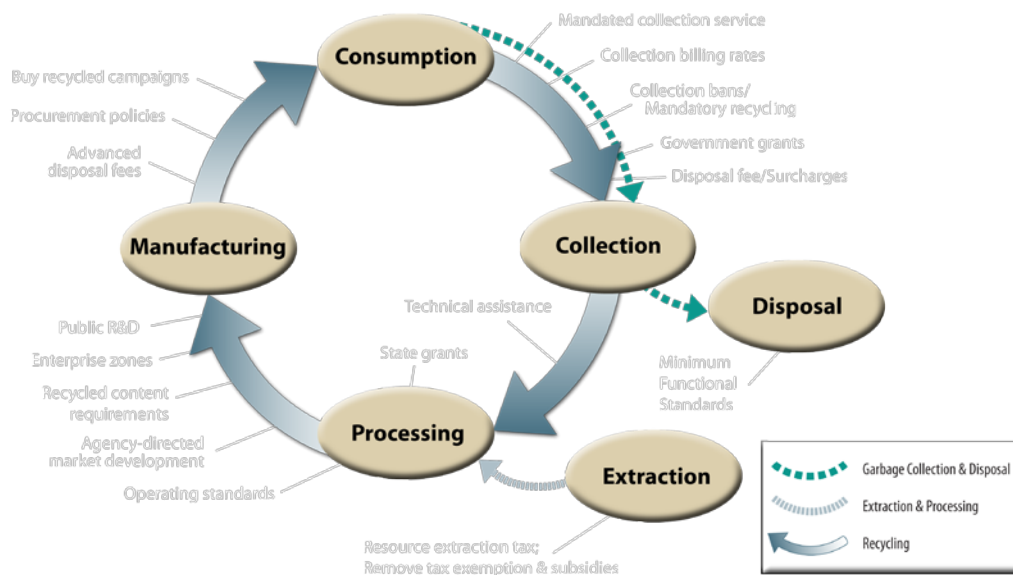 Consumption
Mandated collection service
Collection billing rates
Collection bans/
Mandatory recycling
Government grants
Disposal fee/Surcharges
Buy recycled campaigns
Procurement policies
Advanced
disposal fees
Manufacturing
Collection
Disposal
Minimum
Functional
Standards
Technical assistance
State grants
Public R&D
Enterprise zones
Recycled content
requirements
Agency-directed
market development
Operating standards
Processing
Extraction
Resource extraction tax;
Remove tax exemption & subsidies
Garbage Collection & Disposal
Extraction & Processing
Recycling